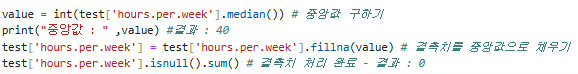 value = int(test['hours.per.week'].median()) # 중앙값 구하기
print("중앙값 : " ,value) #결과 : 40
test['hours.per.week'] = test['hours.per.week'].fillna(value) # 결측치를 중앙값으로 채우기
test['hours.per.week'].isnull().sum() # 결측치 처리 완료 - 결과 : 0